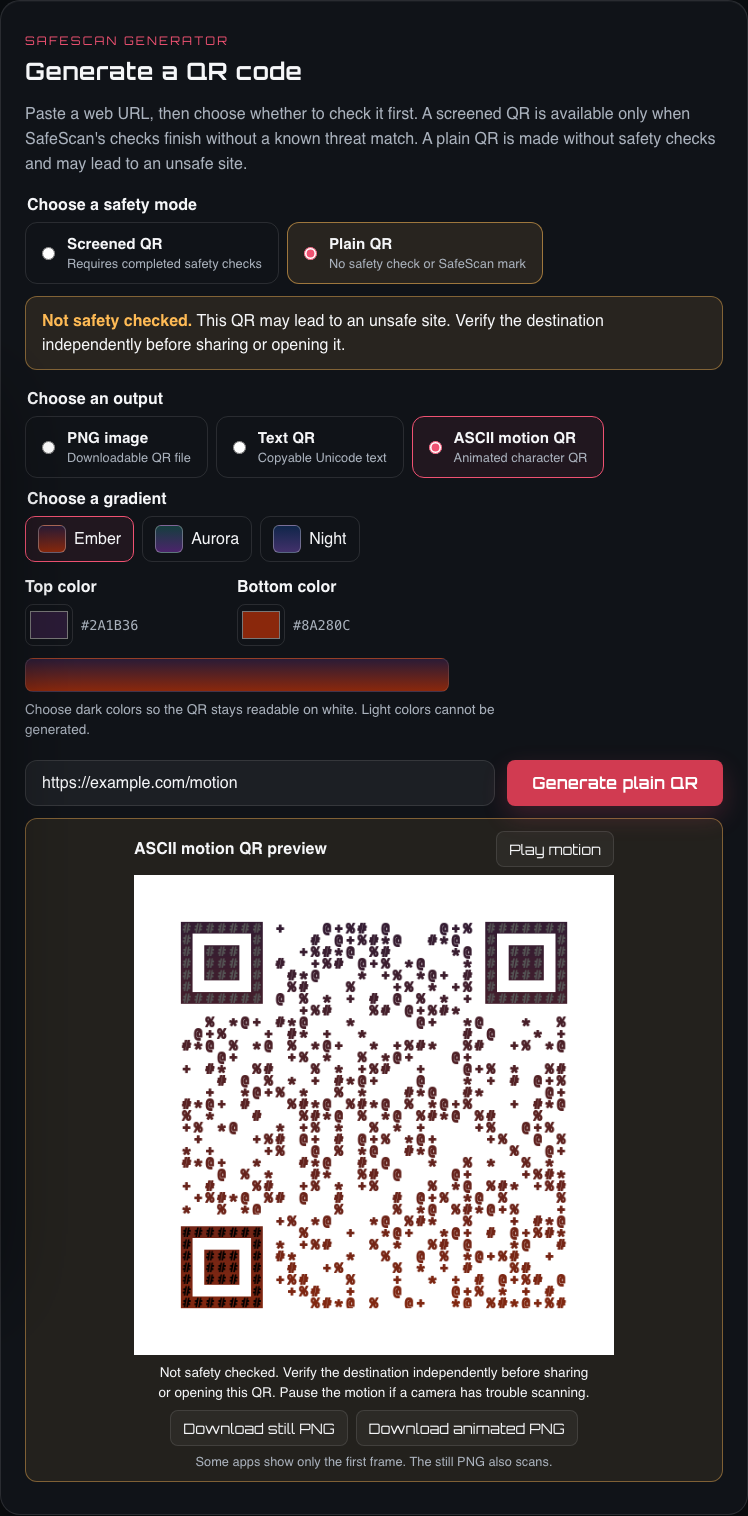 SAFESCAN GENERATOR
Generate a QR code
Paste a web URL, then choose whether to check it first. A screened QR is available only when
SafeScan's checks finish without a known threat match. A plain QR is made without safety checks
and may lead to an unsafe site.
Choose a safety mode
Screened QR
Requires completed safety checks
Plain QR
No safety check or SafeScan mark
Not safety checked. This QR may lead to an unsafe site. Verify the destination
independently before sharing or opening it.
Choose an output
PNG image
Downloadable QR file
Text QR
Copyable Unicode text
ASCII motion QR
Animated character QR
Choose a gradient
Ember
Aurora
Night
Top color
Bottom color
#2A1B36
#8A280C
Choose dark colors so the QR stays readable on white. Light colors cannot be
generated.
https://example.com/motion
Generate plain QR
ASCII motion QR preview
Play motion
Not safety checked. Verify the destination independently before sharing
or opening this QR. Pause the motion if a camera has trouble scanning.
Download still PNG
Download animated PNG
Some apps show only the first frame. The still PNG also scans.